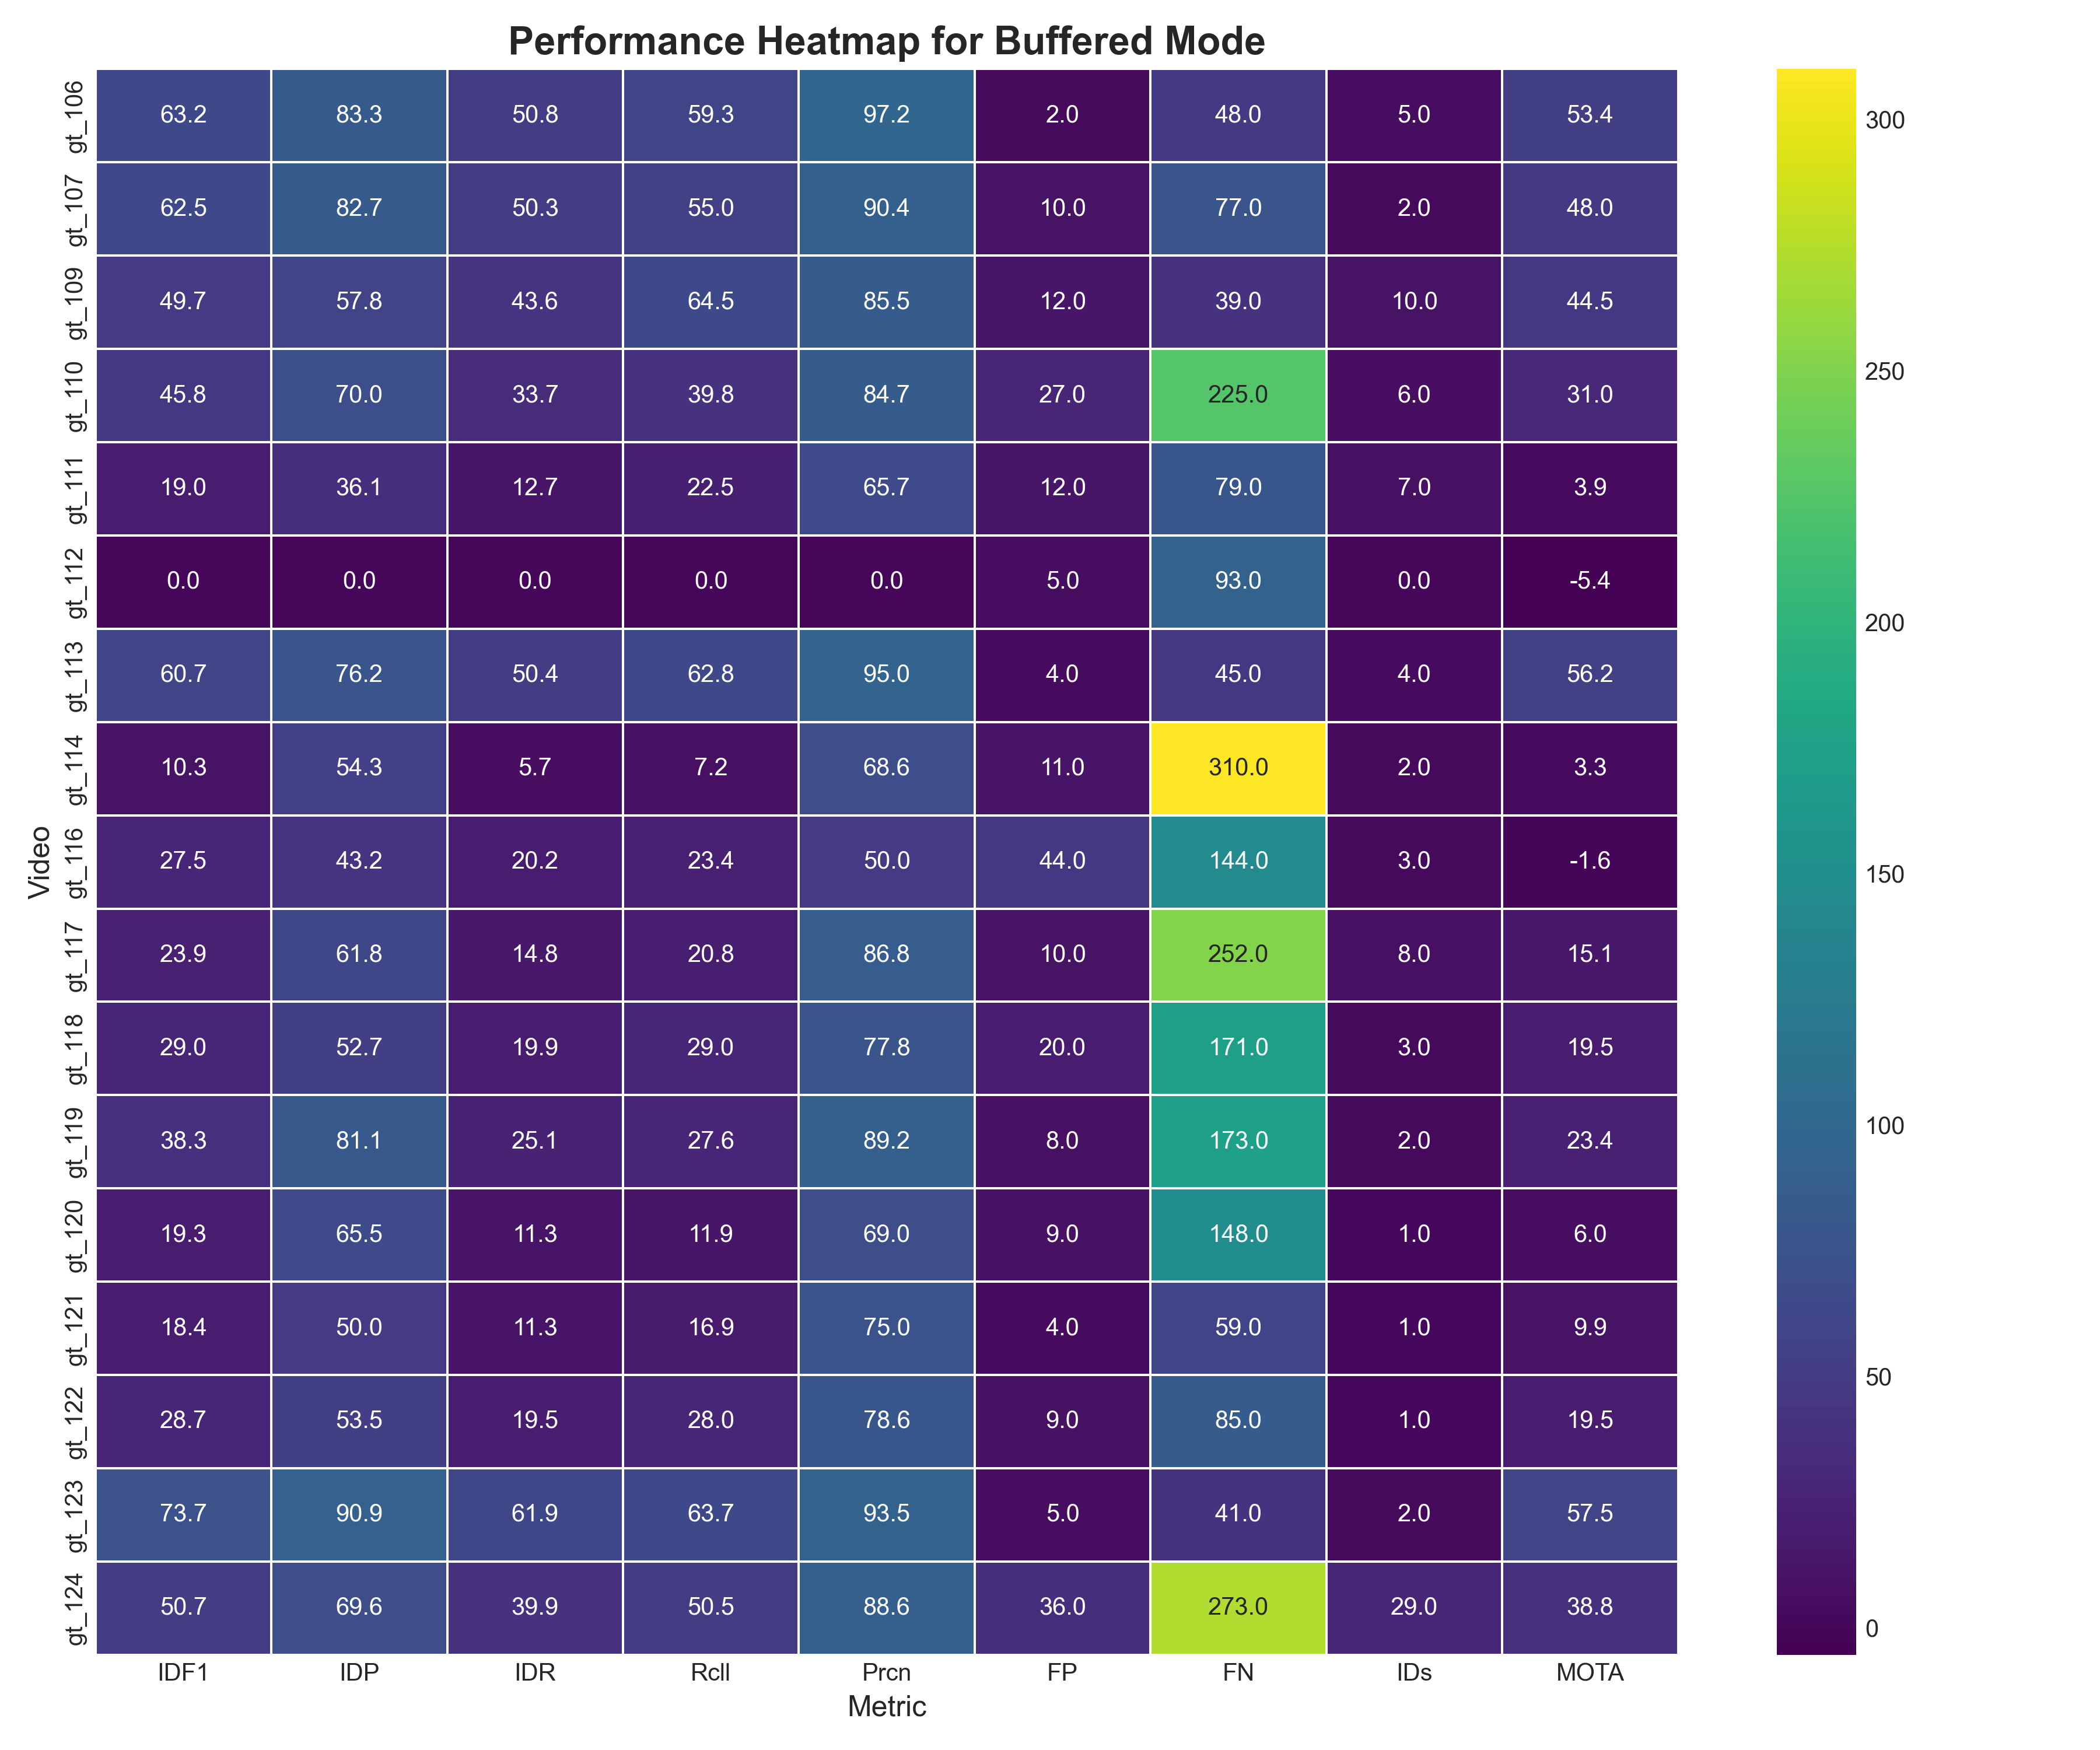 Performance Heatmap for Buffered Mode
gt_106 63.2 83.3 50.8 59.3 97.2 2.0 48.0 5.0 53.4
gt_107 62.5 82.7 50.3 55.0 90.4 10.0 77.0 2.0 48.0
gt_109 49.7 57.8 43.6 64.5 85.5 12.0 39.0 10.0 44.5
gt_110 45.8 70.0 33.7 39.8 84.7 27.0 225.0 6.0 31.0
gt_111 19.0 36.1 12.7 22.5 65.7 12.0 79.0 7.0 3.9
gt_112 0.0 0.0 0.0 0.0 0.0 5.0 93.0 0.0 -5.4
gt_113 60.7 76.2 50.4 62.8 95.0 4.0 45.0 4.0 56.2
gt_114 10.3 54.3 5.7 7.2 68.6 11.0 310.0 2.0 3.3
gt_116 27.5 43.2 20.2 23.4 50.0 44.0 144.0 3.0 -1.6
gt_117 23.9 61.8 14.8 20.8 86.8 10.0 252.0 8.0 15.1
gt_118 29.0 52.7 19.9 29.0 77.8 20.0 171.0 3.0 19.5
gt_119 38.3 81.1 25.1 27.6 89.2 8.0 173.0 2.0 23.4
gt_120 19.3 65.5 11.3 11.9 69.0 9.0 148.0 1.0 6.0
gt_121 18.4 50.0 11.3 16.9 75.0 4.0 59.0 1.0 9.9
gt_122 28.7 53.5 19.5 28.0 78.6 9.0 85.0 1.0 19.5
gt_123 73.7 90.9 61.9 63.7 93.5 5.0 41.0 2.0 57.5
gt_124 50.7 69.6 39.9 50.5 88.6 36.0 273.0 29.0 38.8
IDF1 IDP IDR Rcll Prcn FP FN IDs MOTA
Metric
Video
300
250
200
150
100
50
0